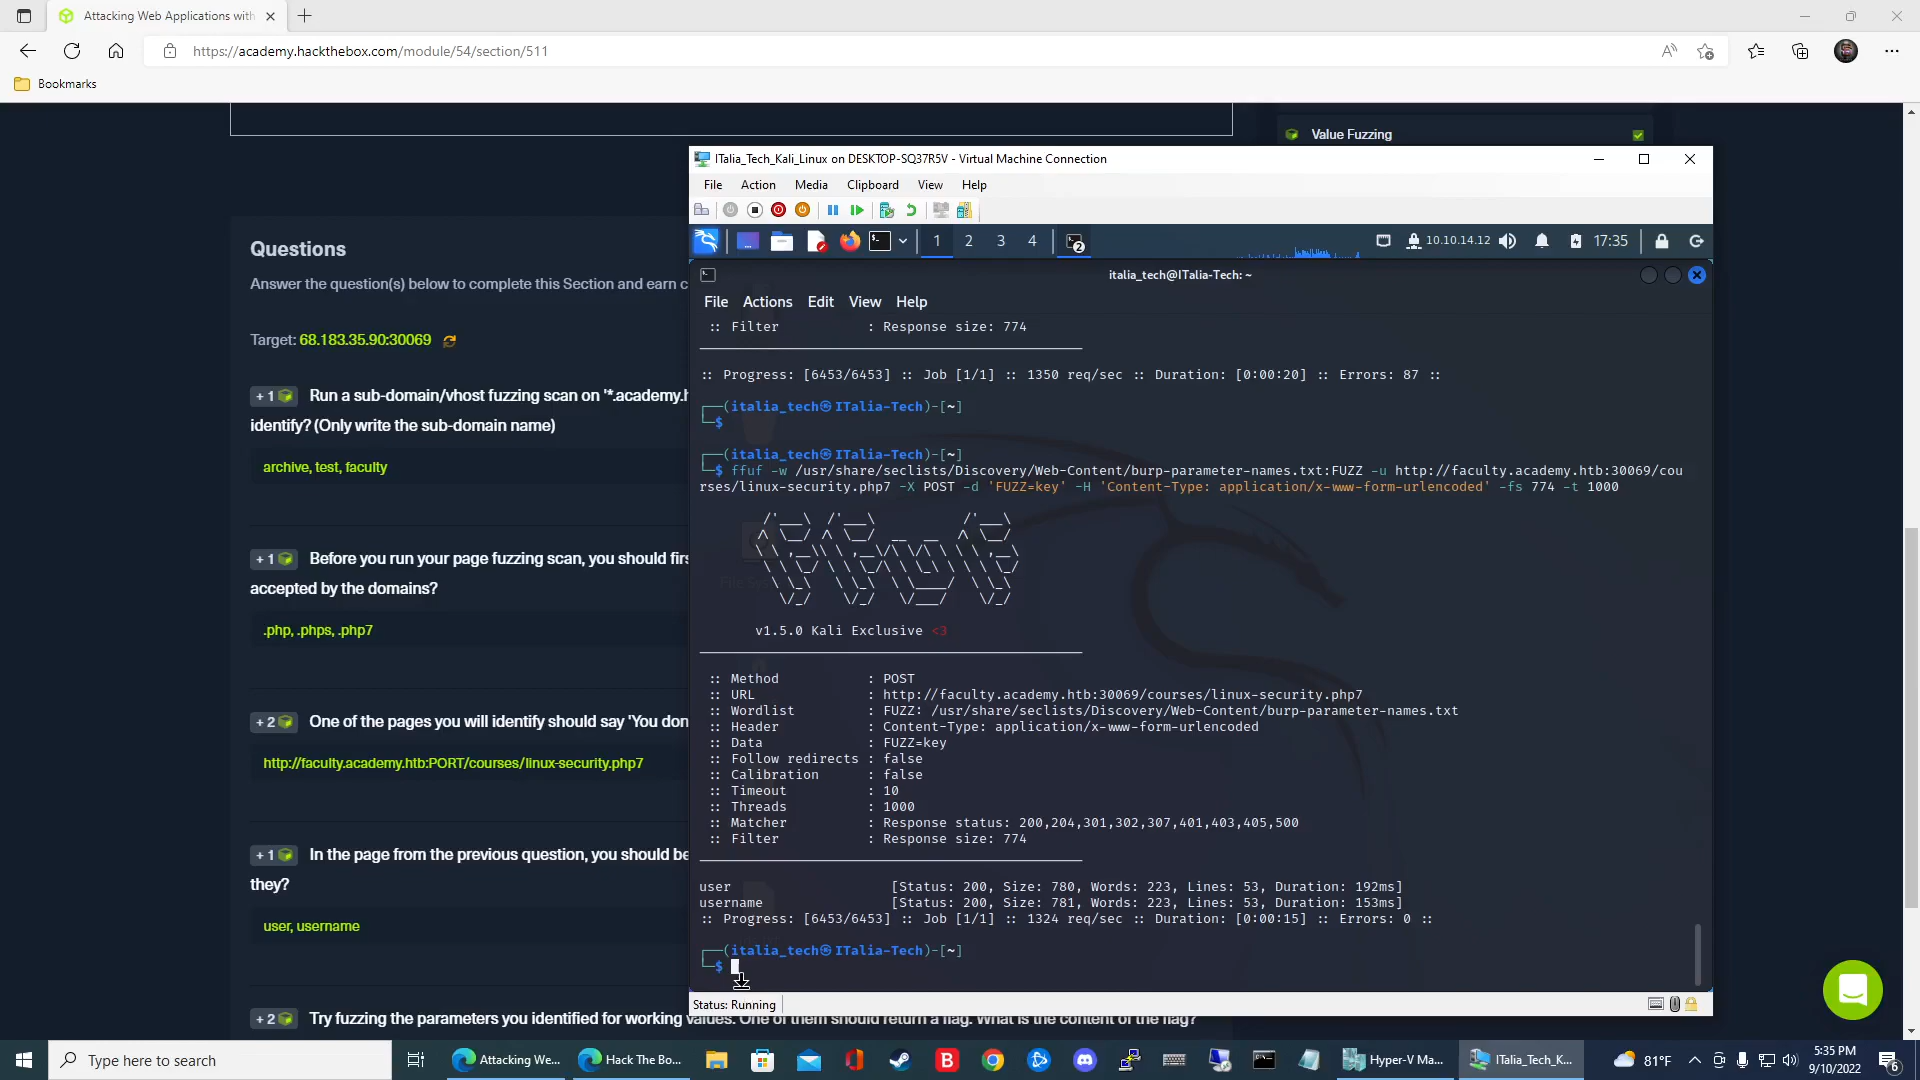 Attacking Web Applications with
https://academy.hackthebox.com/module/54/section/511
Bookmarks
Value Fuzzing
Questions
Answer the question(s) below to complete this Section and earn c
Target: 68.183.35.90:30069
+ 1 Run a sub-domain/vhost fuzzing scan on '*.academy.h
identify? (Only write the sub-domain name)
archive, test, faculty
+ 1 Before you run your page fuzzing scan, you should firs
accepted by the domains?
.php, .phps, .php7
+ 2 One of the pages you will identify should say 'You don
http://faculty.academy.htb:PORT/courses/linux-security.php7
+ 1 In the page from the previous question, you should be
they?
user, username
+ 2 Try fuzzing the parameters you identified for working values. One of them should return a flag. What is the content of the flag?
ITalia_Tech_Kali_Linux on DESKTOP-SQ37R5V - Virtual Machine Connection
File Action Media Clipboard View Help
1 2 3 4 2 10.10.14.12 17:35
italia_tech@ITalia-Tech: ~
File Actions Edit View Help
:: Filter : Response size: 774
:: Progress: [6453/6453] :: Job [1/1] :: 1350 req/sec :: Duration: [0:00:20] :: Errors: 87 ::
┌──(italia_tech㉿ITalia-Tech)-[~]
└─$
┌──(italia_tech㉿ITalia-Tech)-[~]
└─$ ffuf -w /usr/share/seclists/Discovery/Web-Content/burp-parameter-names.txt:FUZZ -u http://faculty.academy.htb:30069/cou
rses/linux-security.php7 -X POST -d 'FUZZ=key' -H 'Content-Type: application/x-www-form-urlencoded' -fs 774 -t 1000
v1.5.0 Kali Exclusive <3
:: Method : POST
:: URL : http://faculty.academy.htb:30069/courses/linux-security.php7
:: Wordlist : FUZZ: /usr/share/seclists/Discovery/Web-Content/burp-parameter-names.txt
:: Header : Content-Type: application/x-www-form-urlencoded
:: Data : FUZZ=key
:: Follow redirects : false
:: Calibration : false
:: Timeout : 10
:: Threads : 1000
:: Matcher : Response status: 200,204,301,302,307,401,403,405,500
:: Filter : Response size: 774
user [Status: 200, Size: 780, Words: 223, Lines: 53, Duration: 192ms]
username [Status: 200, Size: 781, Words: 223, Lines: 53, Duration: 153ms]
:: Progress: [6453/6453] :: Job [1/1] :: 1324 req/sec :: Duration: [0:00:15] :: Errors: 0 ::
┌──(italia_tech㉿ITalia-Tech)-[~]
└─$
Status: Running
Type here to search
Attacking We...
Hack The Bo...
Hyper-V Ma...
ITalia_Tech_K...
81°F
5:35 PM
9/10/2022
6